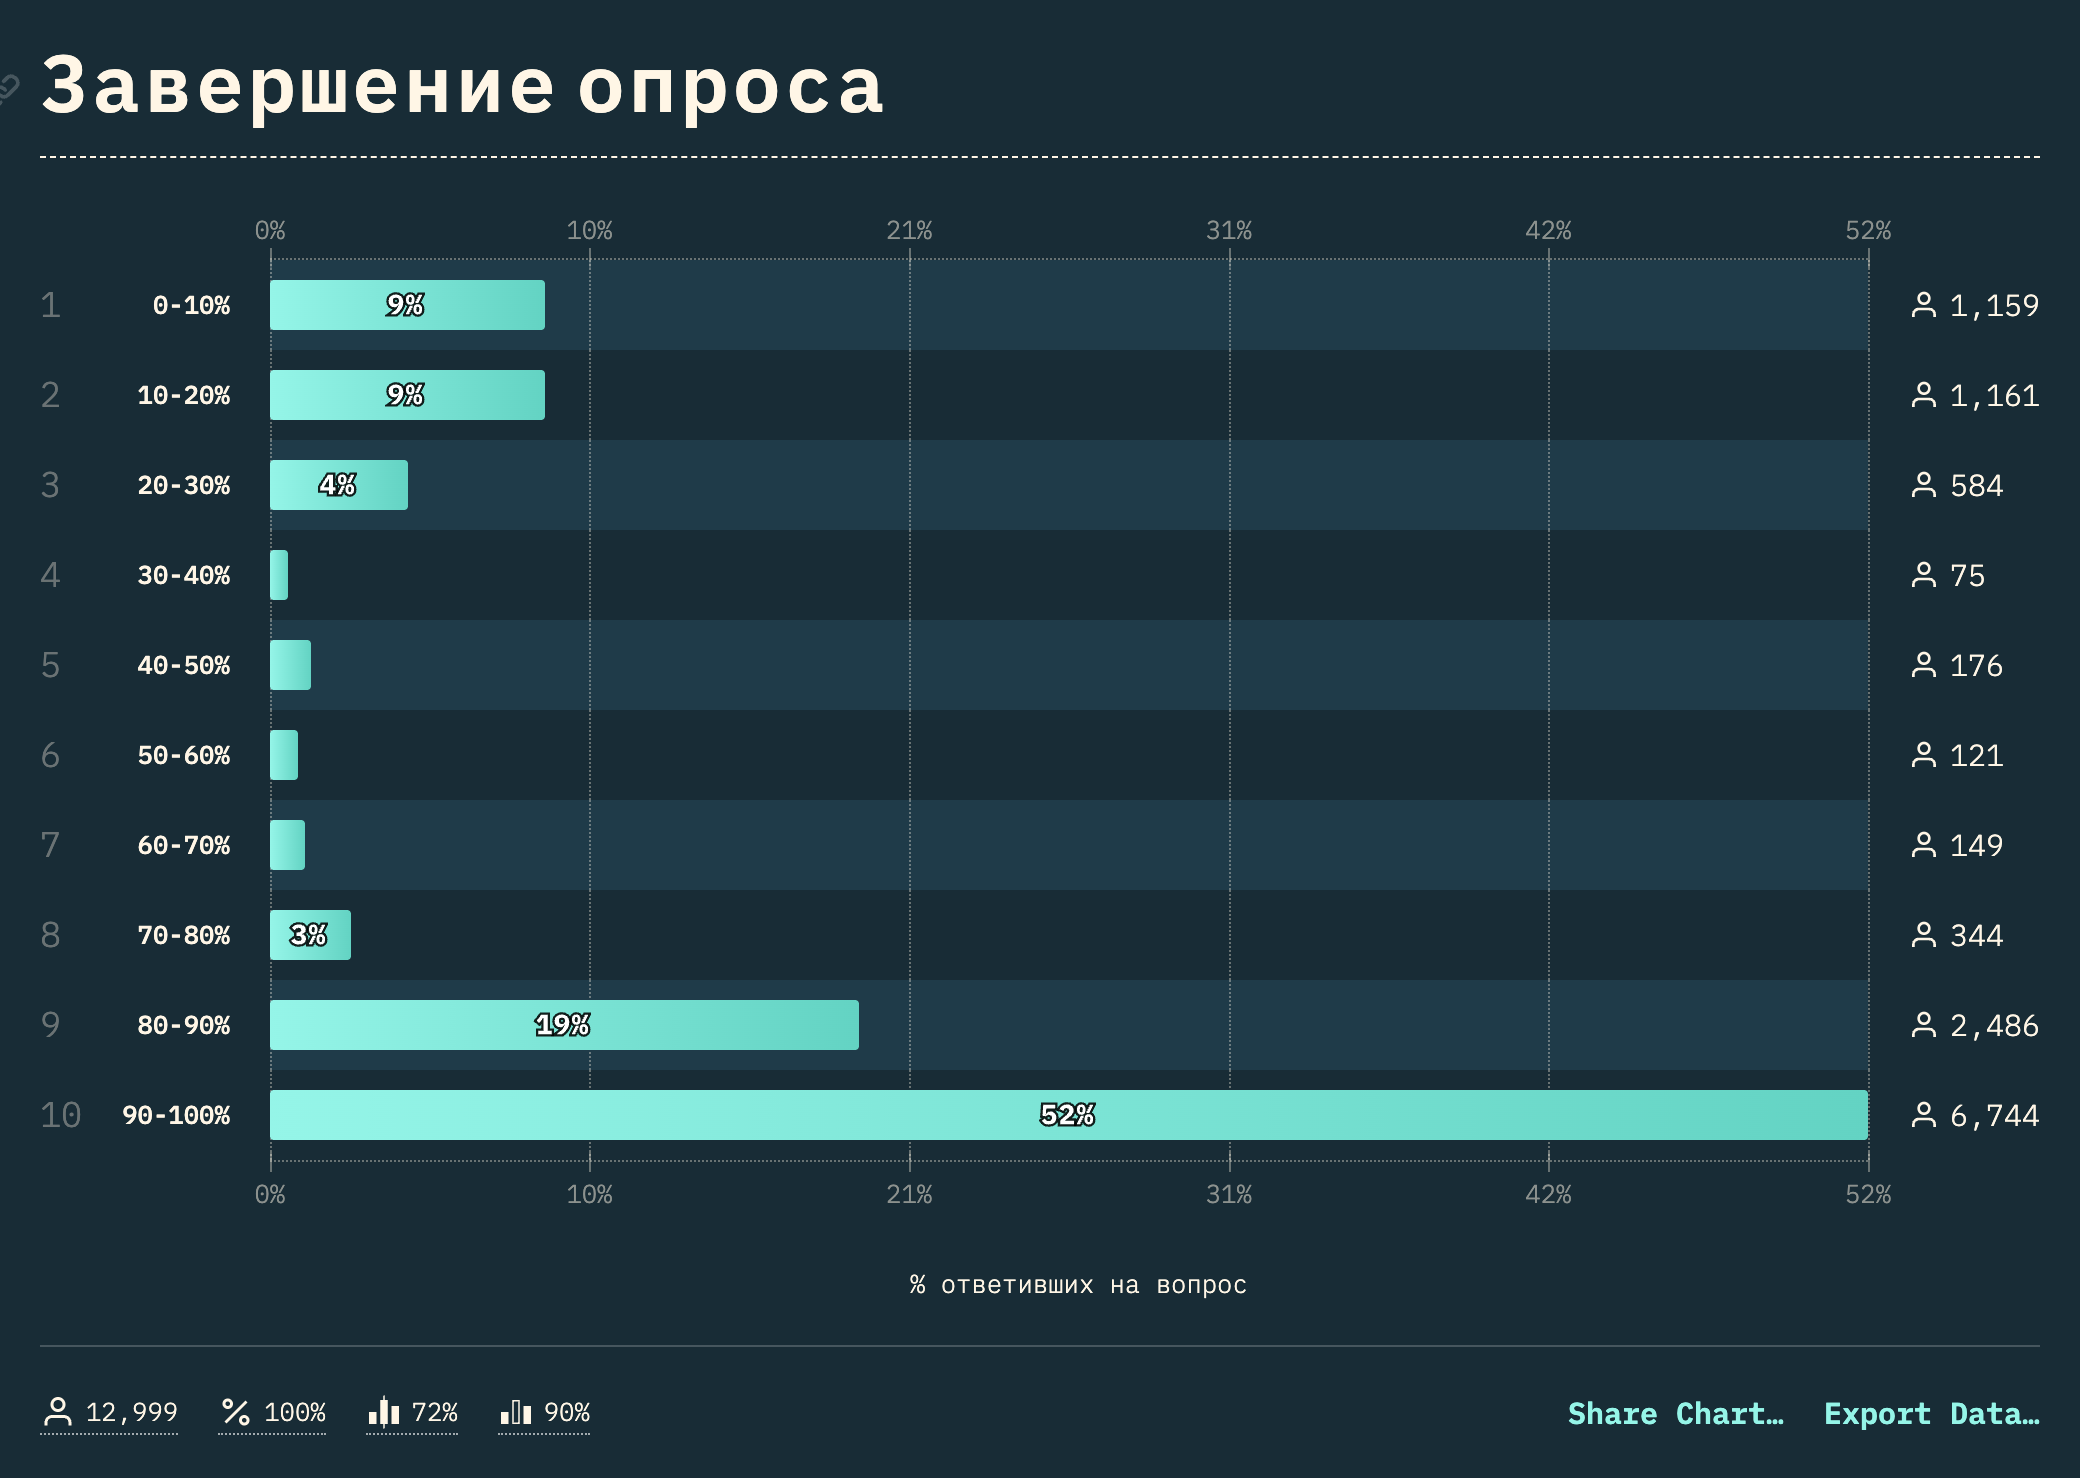 Завершение опроса
0% 10% 21% 31% 42% 52%
1 0-10% 9% 1,159
2 10-20% 9% 1,161
3 20-30% 4% 584
4 30-40% 75
5 40-50% 176
6 50-60% 121
7 60-70% 149
8 70-80% 3% 344
9 80-90% 19% 2,486
10 90-100% 52% 6,744
0% 10% 21% 31% 42% 52%
% ответивших на вопрос
12,999 100% 72% 90% Share Chart… Export Data…